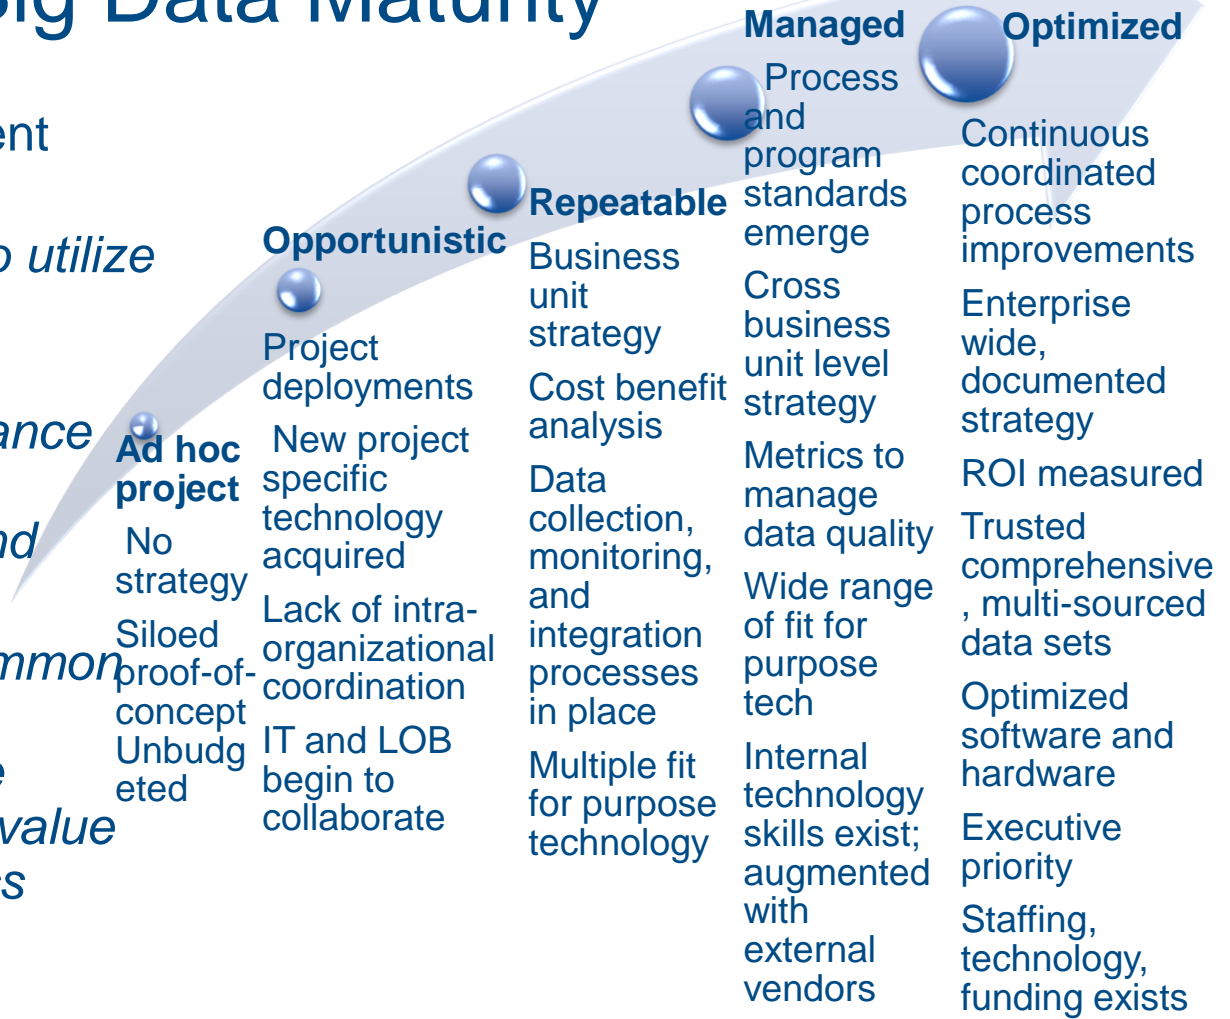 Big Data Maturity
ent
o utilize
ance
nd
mmon
e
value
ss
Ad hoc
project
No
strategy
Siloed
proof-of-
concept
Unbudg
eted
Opportunistic
Project
deployments
New project
specific
technology
acquired
Lack of intra-
organizational
coordination
IT and LOB
begin to
collaborate
Repeatable
Business
unit
strategy
Cost benefit
analysis
Data
collection,
monitoring,
and
integration
processes
in place
Multiple fit
for purpose
technology
Managed
Process
and
program
standards
emerge
Cross
business
unit level
strategy
Metrics to
manage
data quality
Wide range
of fit for
purpose
tech
Internal
technology
skills exist;
augmented
with
external
vendors
Optimized
Continuous
coordinated
process
improvements
Enterprise
wide,
documented
strategy
ROI measured
Trusted
comprehensive
, multi-sourced
data sets
Optimized
software and
hardware
Executive
priority
Staffing,
technology,
funding exists